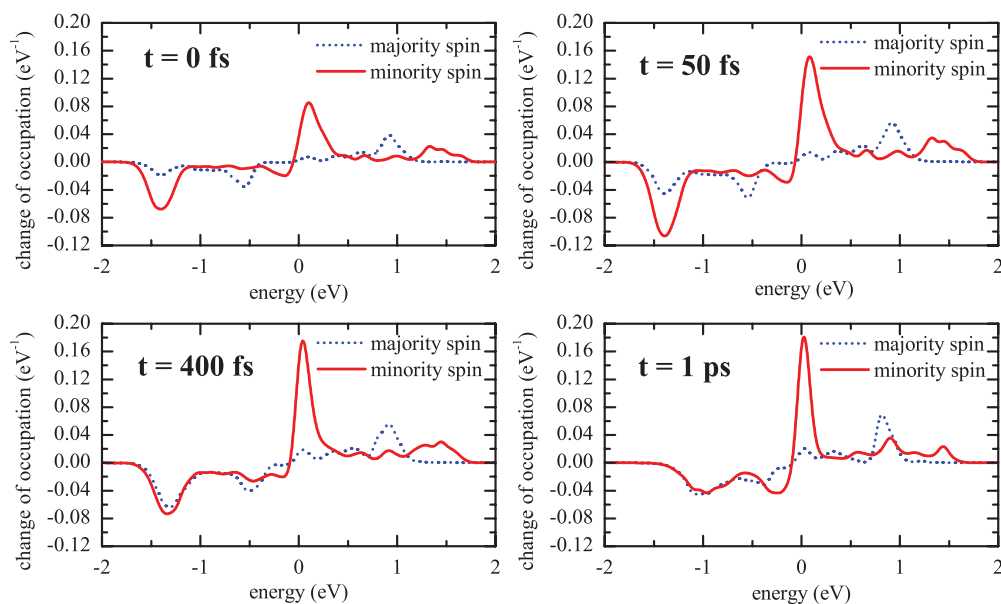 0.20
0.16
0.12
0.08
0.04
0.00
-0.04
-0.08
-0.12
change of occupation (eV⁻¹)
t = 0 fs
majority spin
minority spin
-2 -1 0 1 2
energy (eV)
0.20
0.16
0.12
0.08
0.04
0.00
-0.04
-0.08
-0.12
change of occupation (eV⁻¹)
t = 50 fs
majority spin
minority spin
-2 -1 0 1 2
energy (eV)
0.20
0.16
0.12
0.08
0.04
0.00
-0.04
-0.08
-0.12
change of occupation (eV⁻¹)
t = 400 fs
majority spin
minority spin
-2 -1 0 1 2
energy (eV)
0.20
0.16
0.12
0.08
0.04
0.00
-0.04
-0.08
-0.12
change of occupation (eV⁻¹)
t = 1 ps
majority spin
minority spin
-2 -1 0 1 2
energy (eV)